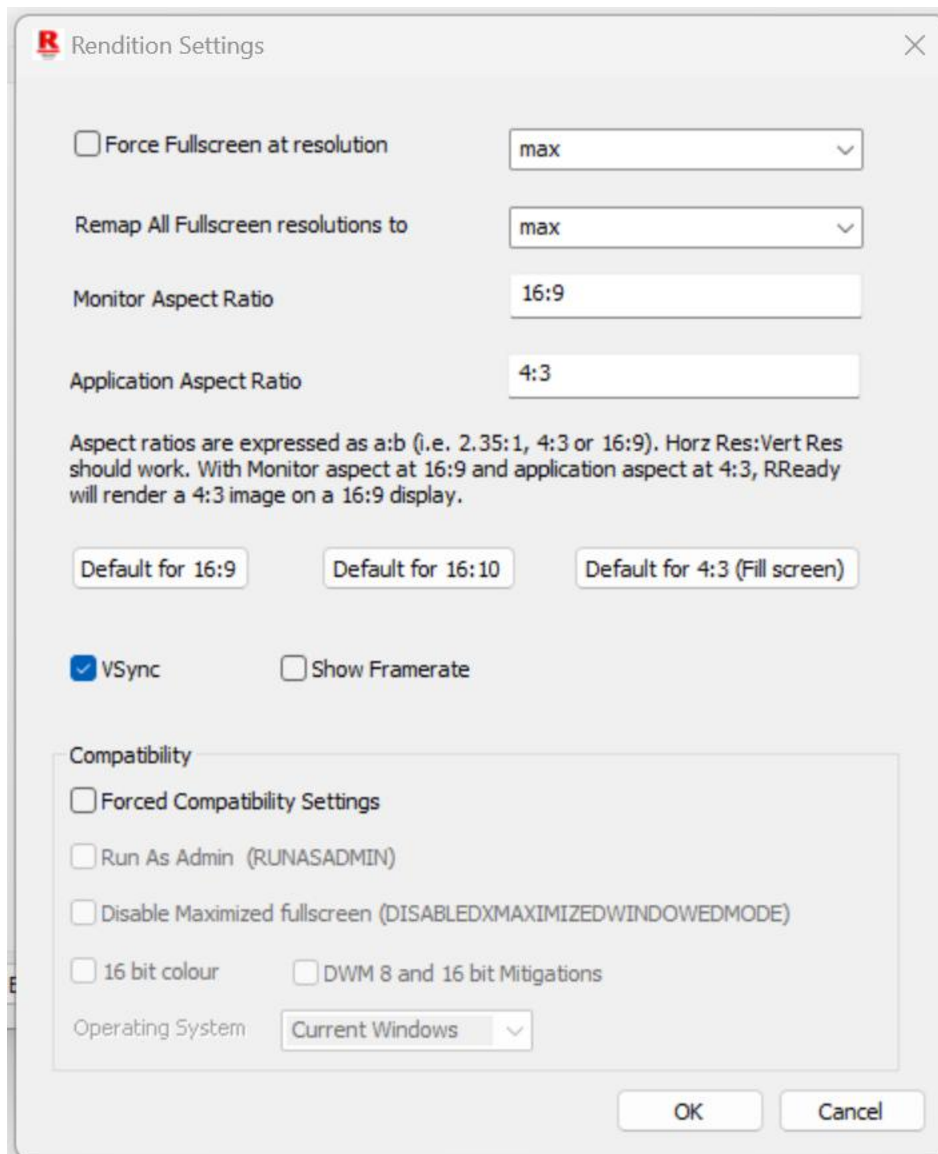 R Rendition Settings
Force Fullscreen at resolution
max
Remap All Fullscreen resolutions to
max
Monitor Aspect Ratio
16:9
Application Aspect Ratio
4:3
Aspect ratios are expressed as a:b (i.e. 2.35:1, 4:3 or 16:9). Horz Res:Vert Res
should work. With Monitor aspect at 16:9 and application aspect at 4:3, RReady
will render a 4:3 image on a 16:9 display.
Default for 16:9
Default for 16:10
Default for 4:3 (Fill screen)
VSync
Show Framerate
Compatibility
Forced Compatibility Settings
Run As Admin (RUNASADMIN)
Disable Maximized fullscreen (DISABLEDXMAXIMIZEDWINDOWEDMODE)
16 bit colour
DWM 8 and 16 bit Mitigations
Operating System
Current Windows
OK
Cancel